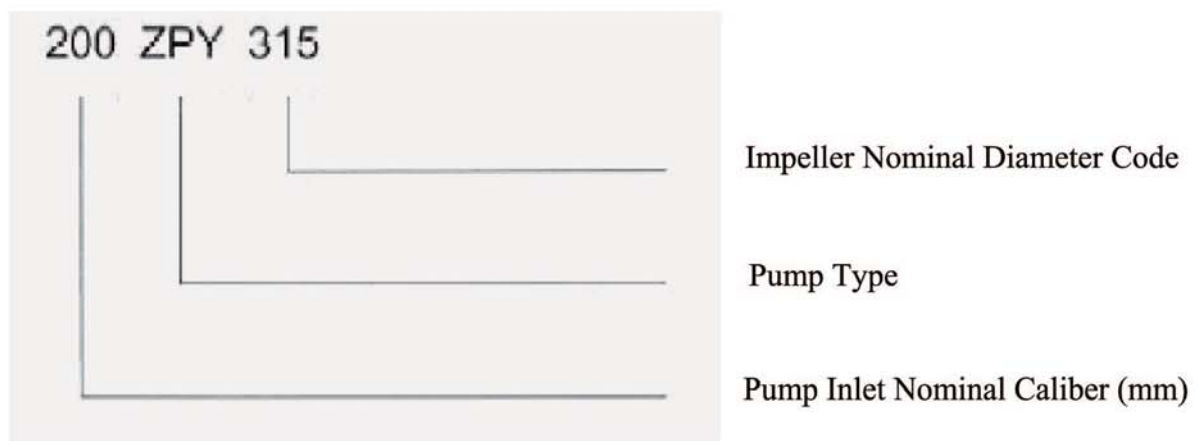 200 ZPY 315
Impeller Nominal Diameter Code
Pump Type
Pump Inlet Nominal Caliber (mm)